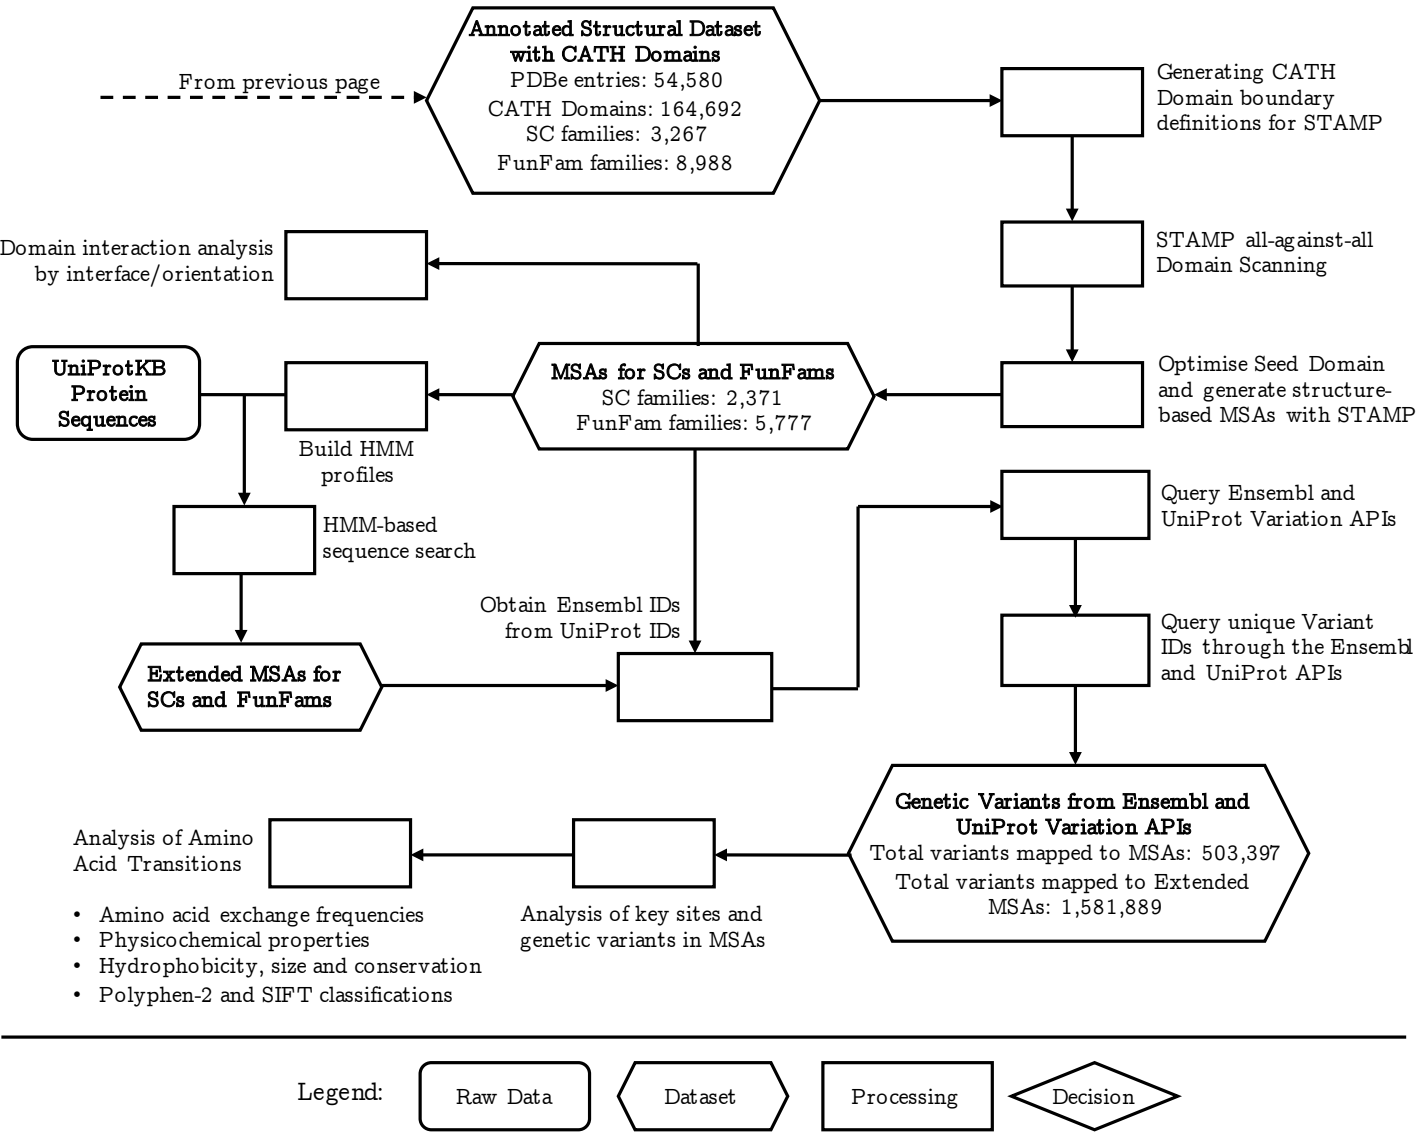 Annotated Structural Dataset
with CATH Domains
PDBe entries: 54,580
CATH Domains: 164,692
SC families: 3,267
FunFam families: 8,988
From previous page
Generating CATH
Domain boundary
definitions for STAMP
Domain interaction analysis
by interface/orientation
STAMP all-against-all
Domain Scanning
UniProtKB
Protein
Sequences
MSAs for SCs and FunFams
SC families: 2,371
FunFam families: 5,777
Optimise Seed Domain
and generate structure-
based MSAs with STAMP
Build HMM
profiles
HMM-based
sequence search
Query Ensembl and
UniProt Variation APIs
Obtain Ensembl IDs
from UniProt IDs
Query unique Variant
IDs through the Ensembl
and UniProt APIs
Extended MSAs for
SCs and FunFams
Genetic Variants from Ensembl and
UniProt Variation APIs
Total variants mapped to MSAs: 503,397
Total variants mapped to Extended
MSAs: 1,581,889
Analysis of Amino
Acid Transitions
• Amino acid exchange frequencies
• Physicochemical properties
• Hydrophobicity, size and conservation
• Polyphen-2 and SIFT classifications
Analysis of key sites and
genetic variants in MSAs
Legend:
Raw Data
Dataset
Processing
Decision